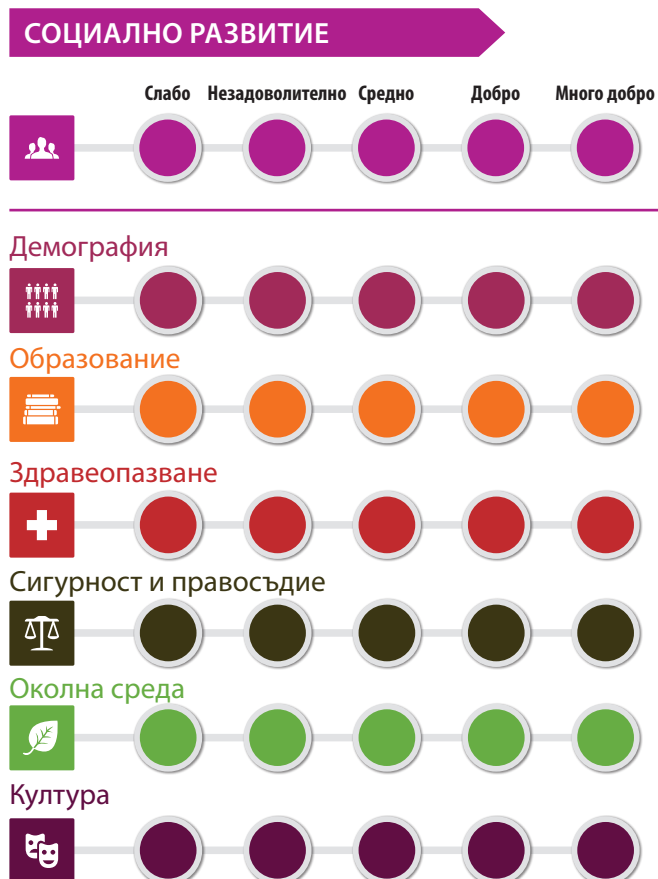 СОЦИАЛНО РАЗВИТИЕ
Слабо Незадоволително Средно Добро Много добро
Демография
Образование
Здравеопазване
Сигурност и правосъдие
Околна среда
Култура